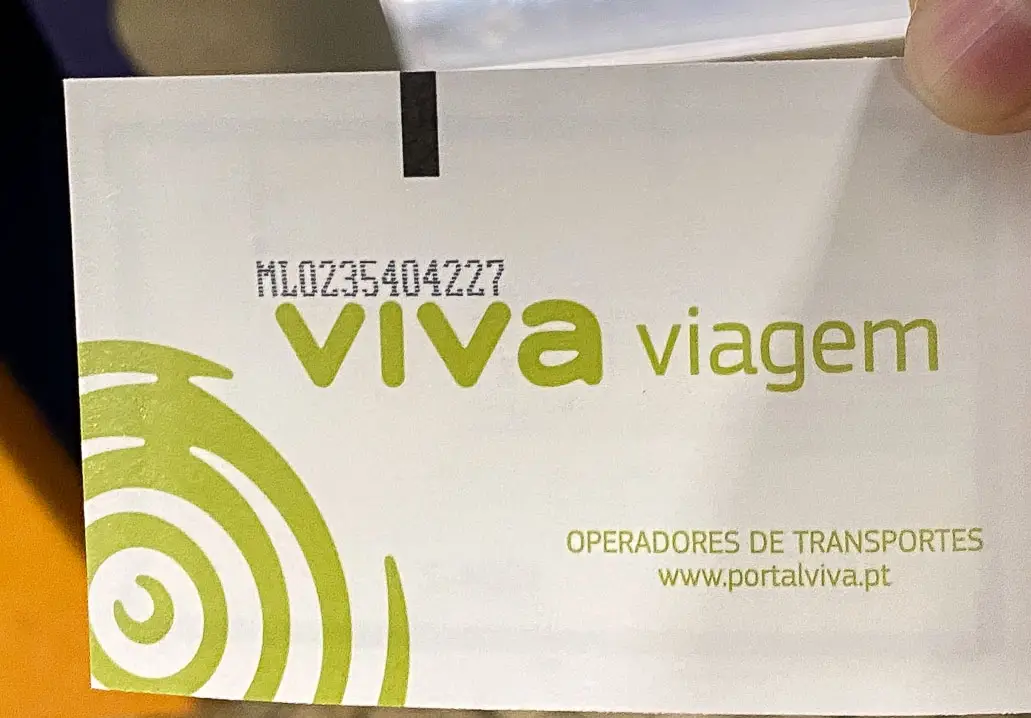 ML0235404227
viva viagem
OPERADORES DE TRANSPORTES
www.portalviva.pt